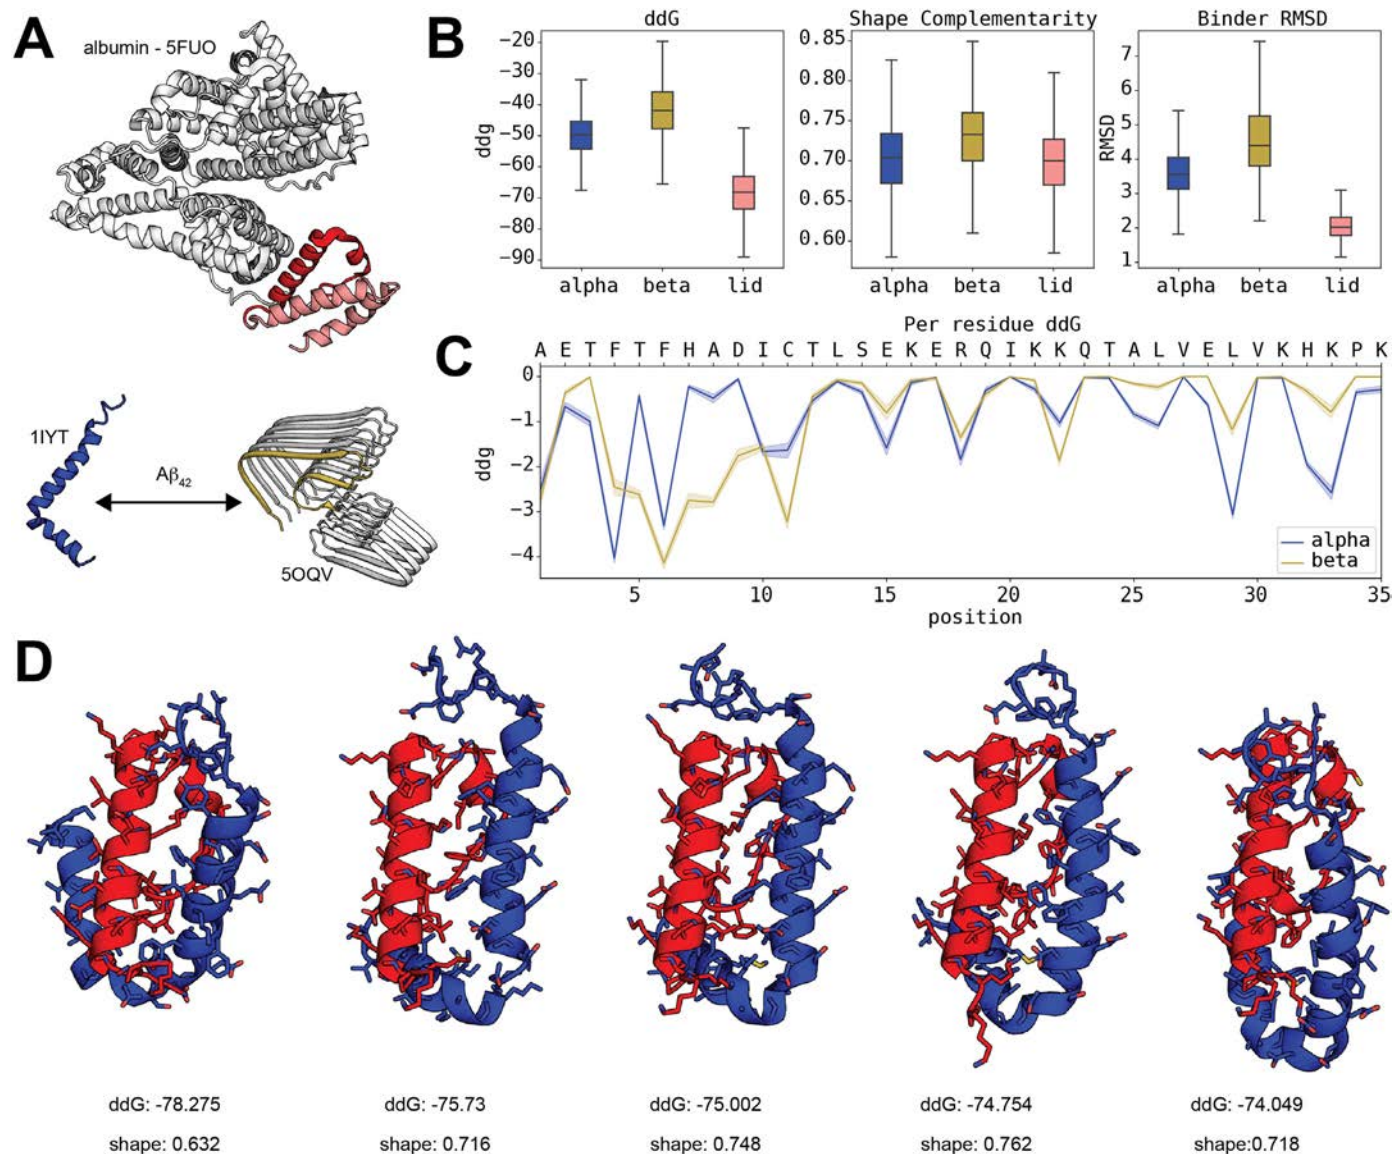 A
albumin - 5FUO
1IYT
Aβ42
5OQV
B
ddG
Shape Complementarity
Binder RMSD
ddg
−20
−30
−40
−50
−60
−70
−80
−90
alpha beta lid
0.85
0.80
0.75
0.70
0.65
0.60
alpha beta lid
RMSD
7
6
5
4
3
2
1
alpha beta lid
C
Per residue ddG
A E T F T F H A D I C T L S E K E R Q I K K Q T A L V E L V K H K P K
ddg
0
−1
−2
−3
−4
alpha
beta
5 10 15 20 25 30 35
position
D
ddG: -78.275 ddG: -75.73 ddG: -75.002 ddG: -74.754 ddG: -74.049
shape: 0.632 shape: 0.716 shape: 0.748 shape: 0.762 shape:0.718